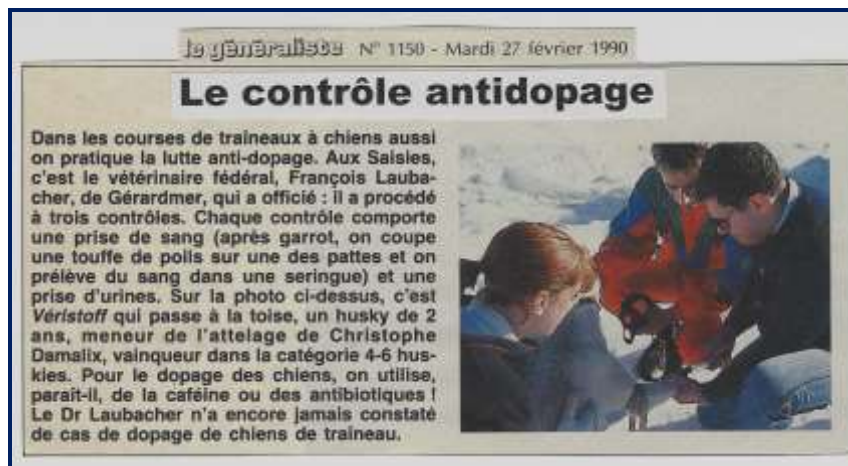 le généraliste N° 1150 - Mardi 27 février 1990
Le contrôle antidopage
Dans les courses de traîneaux à chiens aussi
on pratique la lutte anti-dopage. Aux Saisies,
c'est le vétérinaire fédéral, François Lauba-
cher, de Gérardmer, qui a officié : il a procédé
à trois contrôles. Chaque contrôle comporte
une prise de sang (après garrot, on coupe
une touffe de poils sur une des pattes et on
prélève du sang dans une seringue) et une
prise d'urines. Sur la photo ci-dessus, c'est
Véristoff qui passe à la toise, un husky de 2
ans, meneur de l'attelage de Christophe
Damalix, vainqueur dans la catégorie 4-6 hus-
kies. Pour le dopage des chiens, on utilise,
paraît-il, de la caféine ou des antibiotiques !
Le Dr Laubacher n'a encore jamais constaté
de cas de dopage de chiens de traîneau.